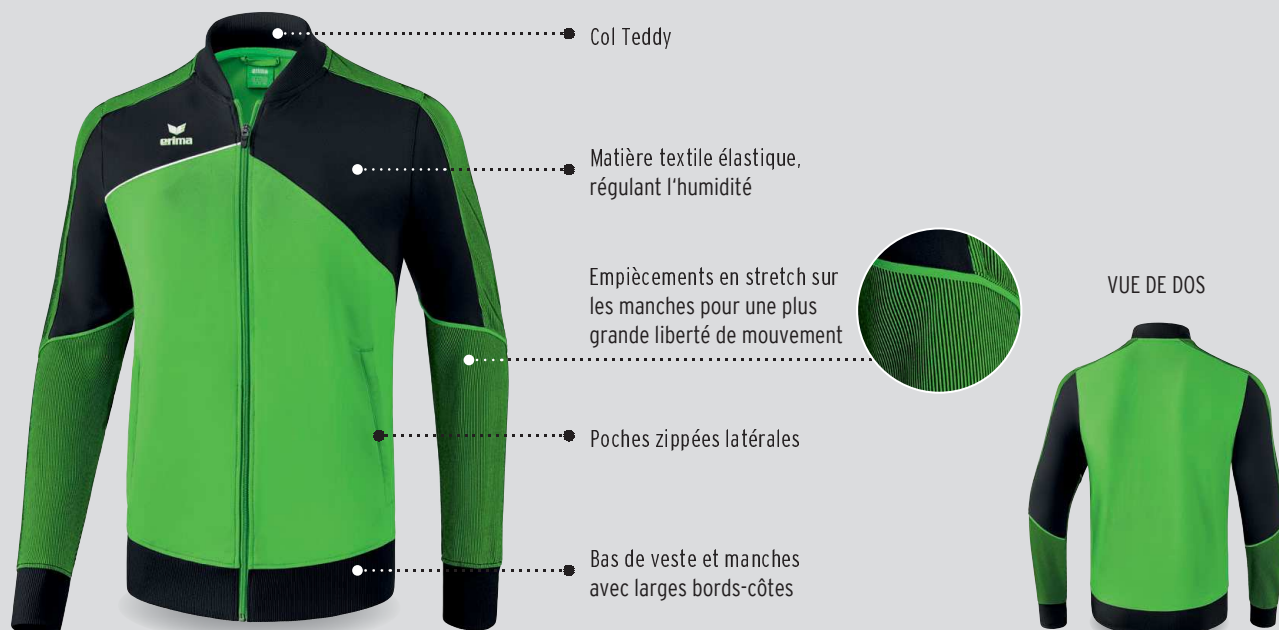 Col Teddy
erima
Matière textile élastique,
régulant l'humidité
Empiècements en stretch sur
les manches pour une plus
grande liberté de mouvement
VUE DE DOS
Poches zippées latérales
Bas de veste et manches
avec larges bords-côtes